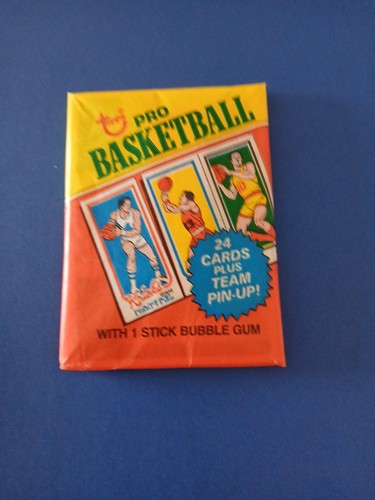 Topps
PRO
BASKETBALL
24
CARDS
PLUS
TEAM
PIN-UP!
WITH 1 STICK BUBBLE GUM